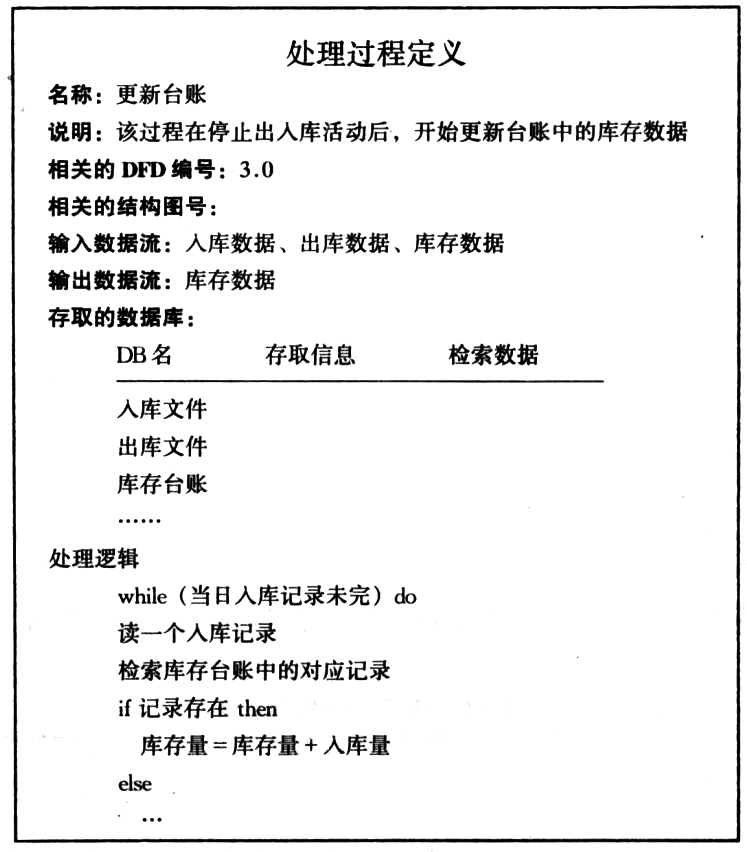 处理过程定义
名称：更新台账
说明：该过程在停止出入库活动后，开始更新台账中的库存数据
相关的 DFD 编号：3.0
相关的结构图号：
输入数据流：入库数据、出库数据、库存数据
输出数据流：库存数据
存取的数据库：
DB 名 存取信息 检索数据
入库文件
出库文件
库存台账
……
处理逻辑
while（当日入库记录未完）do
读一个入库记录
检索库存台账中的对应记录
if 记录存在 then
库存量＝库存量＋入库量
else
…